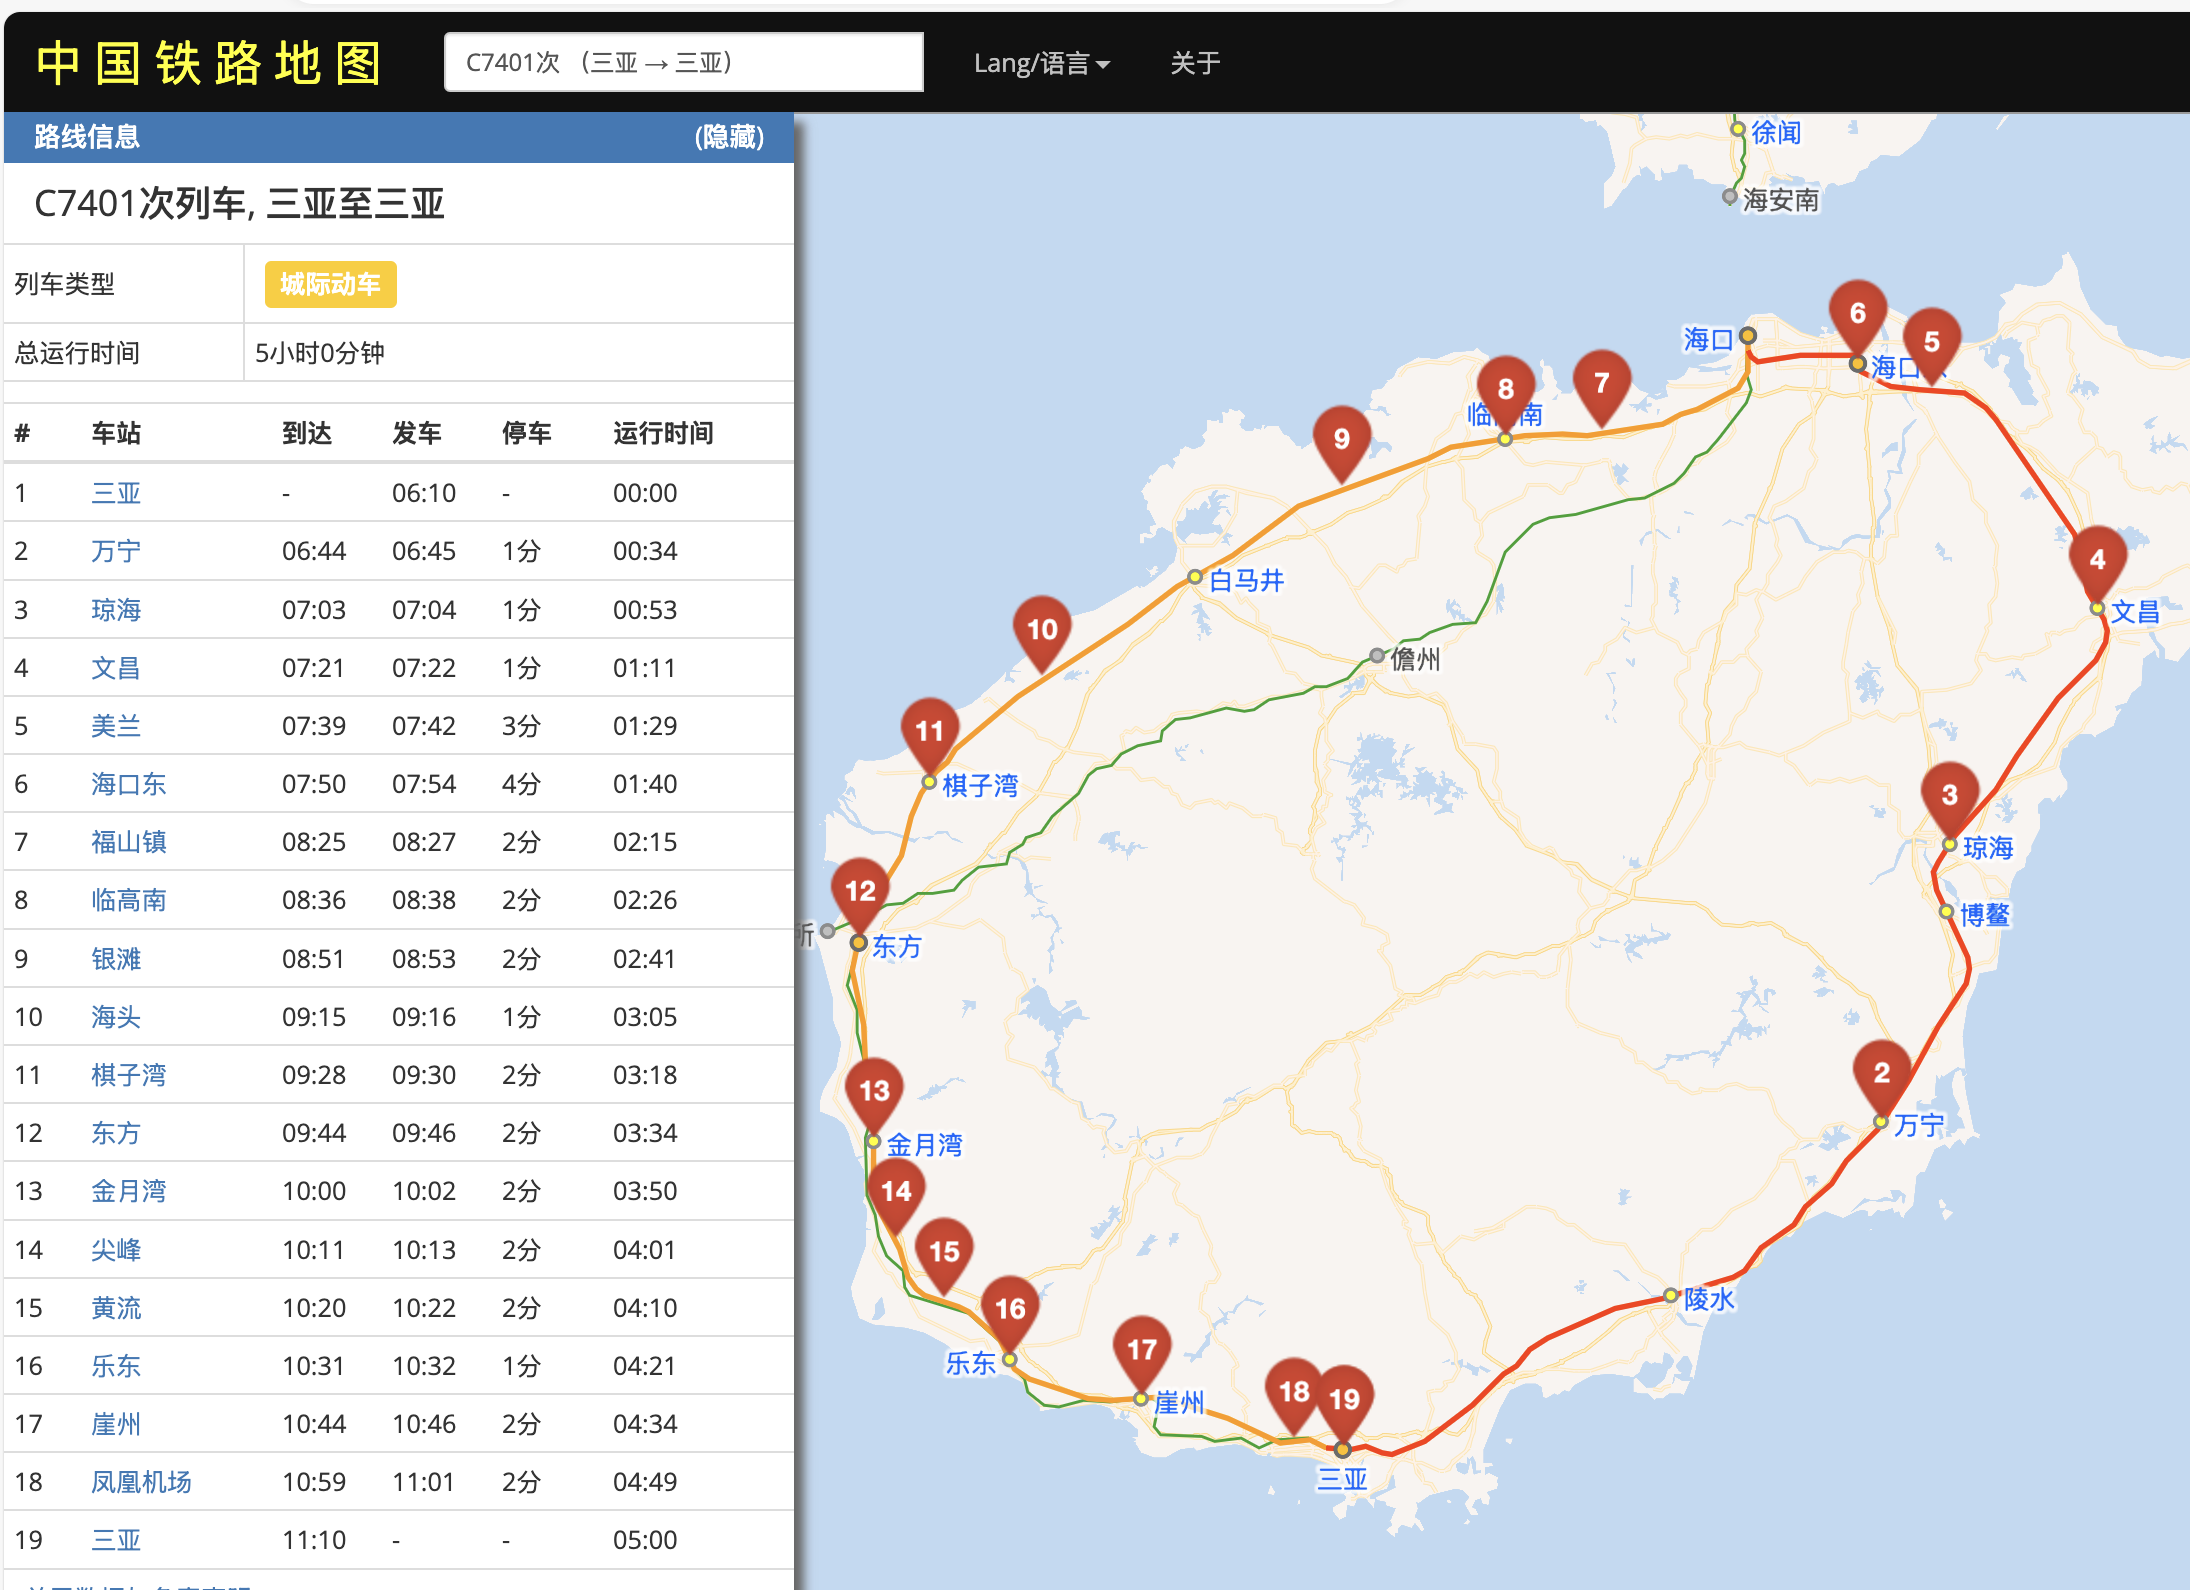 中国铁路地图
C7401次 （三亚 → 三亚）
Lang/语言
关于
路线信息 (隐藏)
C7401次列车, 三亚至三亚
列车类型 城际动车
总运行时间 5小时0分钟
# 车站 到达 发车 停车 运行时间
1 三亚 - 06:10 - 00:00
2 万宁 06:44 06:45 1分 00:34
3 琼海 07:03 07:04 1分 00:53
4 文昌 07:21 07:22 1分 01:11
5 美兰 07:39 07:42 3分 01:29
6 海口东 07:50 07:54 4分 01:40
7 福山镇 08:25 08:27 2分 02:15
8 临高南 08:36 08:38 2分 02:26
9 银滩 08:51 08:53 2分 02:41
10 海头 09:15 09:16 1分 03:05
11 棋子湾 09:28 09:30 2分 03:18
12 东方 09:44 09:46 2分 03:34
13 金月湾 10:00 10:02 2分 03:50
14 尖峰 10:11 10:13 2分 04:01
15 黄流 10:20 10:22 2分 04:10
16 乐东 10:31 10:32 1分 04:21
17 崖州 10:44 10:46 2分 04:34
18 凤凰机场 10:59 11:01 2分 04:49
19 三亚 11:10 - - 05:00
徐闻
海安南
6
5
海口
海口
8
7
临 南
9
4
白马井
文昌
10
儋州
11
棋子湾
3
琼海
12
博鳌
所
东方
2
13
万宁
金月湾
14
15
陵水
16
17
乐东
18
19
崖州
三亚